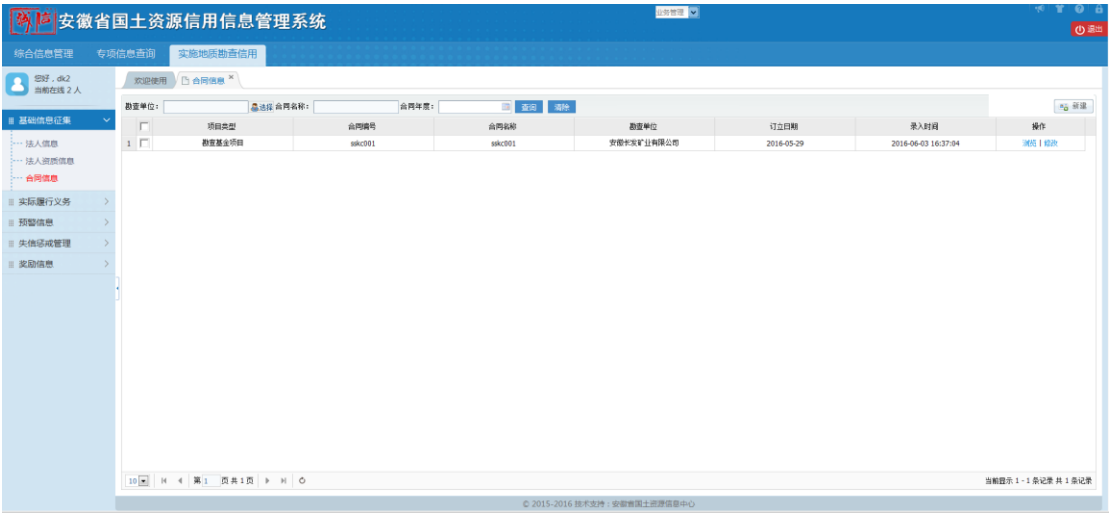 诚信 安徽省国土资源信用信息管理系统 业务管理
退出
综合信息管理 专项信息查询 实施地质勘查信用
您好，dk2
当前在线 2 人
欢迎使用 合同信息
勘查单位： 选择 合同名称： 合同年度： 查询 清除
基础信息征集
项目类型 合同编号 合同名称 勘查单位 订立日期 录入时间 操作
1 勘查基金项目 sskc001 sskc001 安徽长发矿业有限公司 2016-05-29 2016-06-03 16:37:04 浏览 | 修改
法人信息
法人资质信息
合同信息
实际履行义务
预警信息
失信惩戒管理
奖励信息
10 第 1 页共1页 当前显示 1 - 1 条记录 共 1 条记录
© 2015-2016 技术支持：安徽省国土资源信息中心